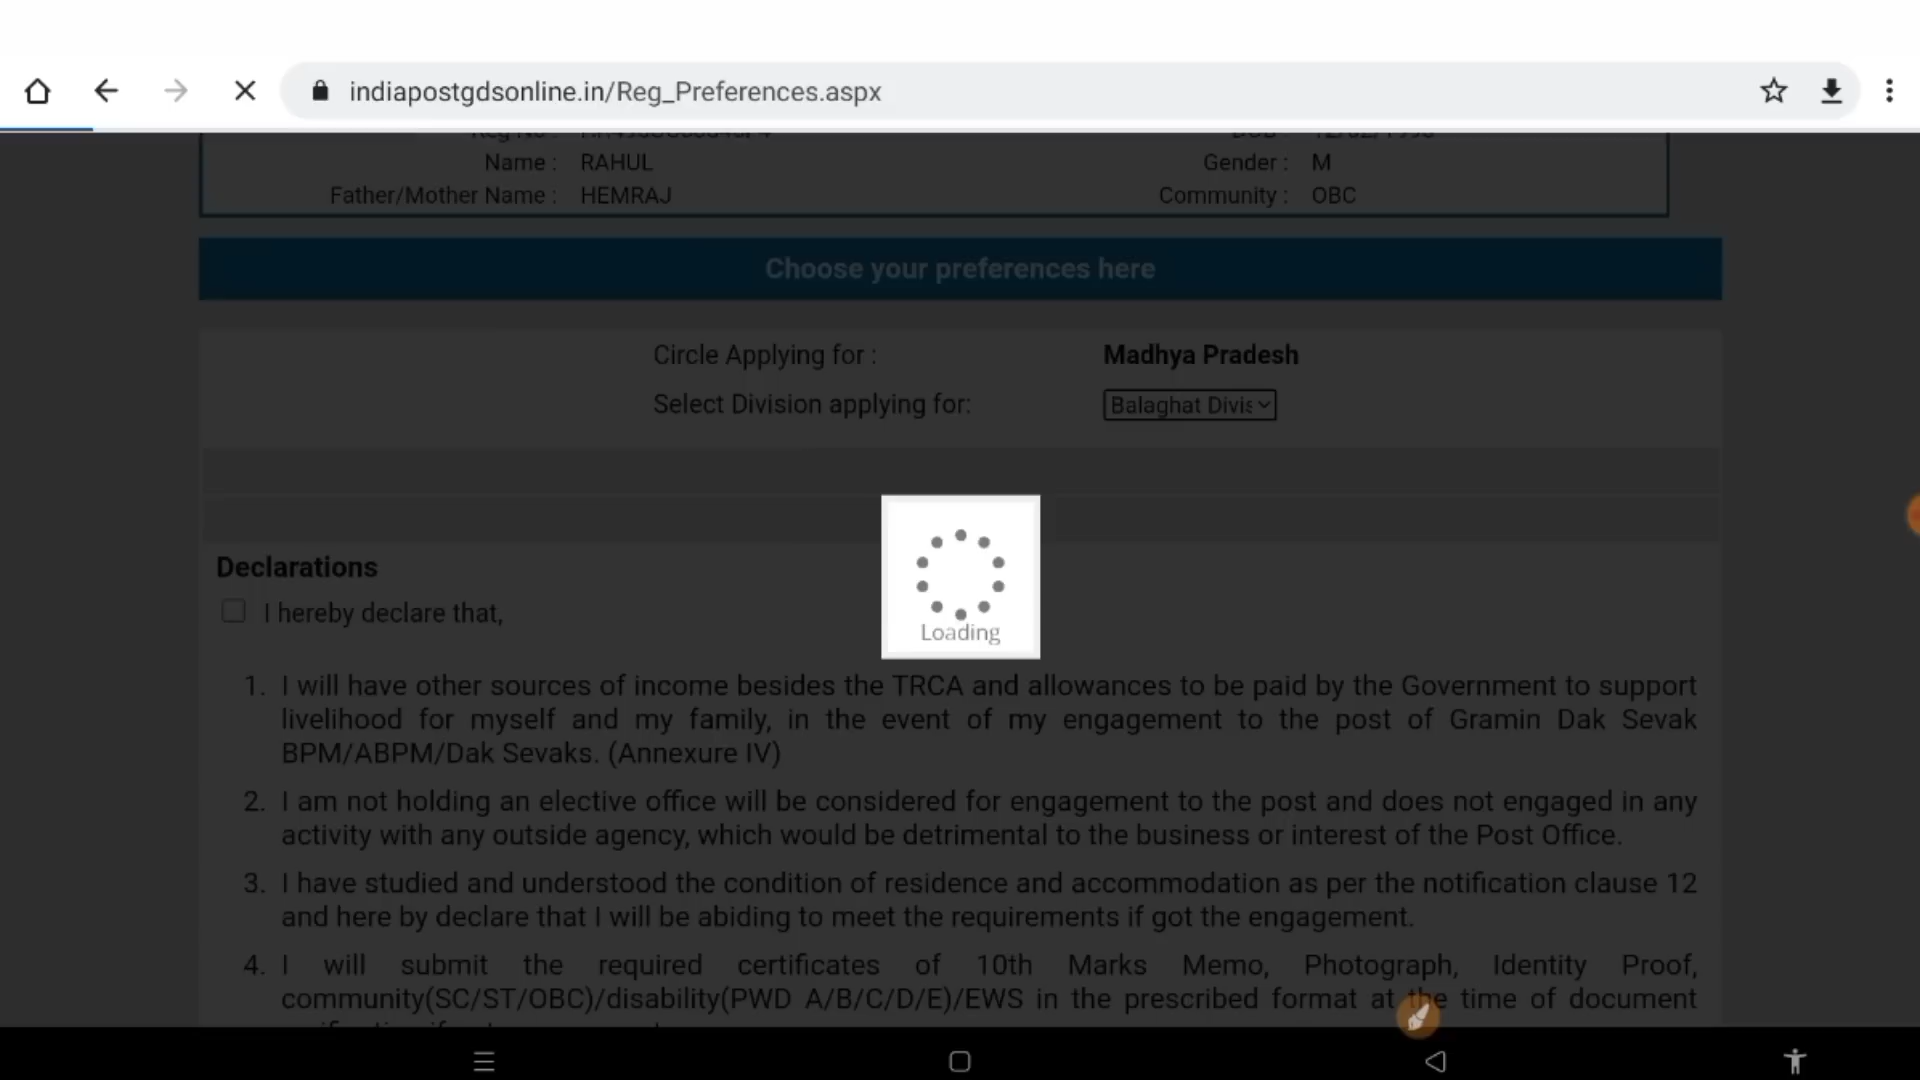 indiapostgdsonline.in/Reg_Preferences.aspx
Reg No :
Name : RAHUL Gender : M
Father/Mother Name : HEMRAJ Community : OBC
Choose your preferences here
Circle Applying for : Madhya Pradesh
Select Division applying for: Balaghat Divis
Loading
Declarations
I hereby declare that,
1. I will have other sources of income besides the TRCA and allowances to be paid by the Government to support
livelihood for myself and my family, in the event of my engagement to the post of Gramin Dak Sevak
BPM/ABPM/Dak Sevaks. (Annexure IV)
2. I am not holding an elective office will be considered for engagement to the post and does not engaged in any
activity with any outside agency, which would be detrimental to the business or interest of the Post Office.
3. I have studied and understood the condition of residence and accommodation as per the notification clause 12
and here by declare that I will be abiding to meet the requirements if got the engagement.
4. I will submit the required certificates of 10th Marks Memo, Photograph, Identity Proof,
community(SC/ST/OBC)/disability(PWD A/B/C/D/E)/EWS in the prescribed format at the time of document